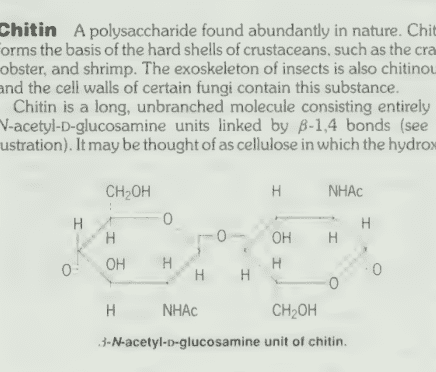 Chitin A polysaccharide found abundantly in nature. Chit
forms the basis of the hard shells of crustaceans, such as the cra
lobster, and shrimp. The exoskeleton of insects is also chitinou
and the cell walls of certain fungi contain this substance.
Chitin is a long, unbranched molecule consisting entirely
N-acetyl-D-glucosamine units linked by β-1,4 bonds (see
ustration). It may be thought of as cellulose in which the hydrox
CH₂OH H NHAc
H O H
H O OH H
O OH H H H H O
O
H NHAc CH₂OH
β-N-acetyl-D-glucosamine unit of chitin.